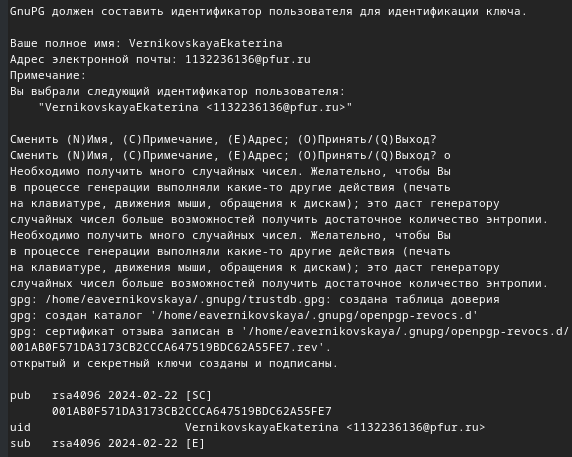 GnuPG должен составить идентификатор пользователя для идентификации ключа.
Ваше полное имя: VernikovskayaEkaterina
Адрес электронной почты: 1132236136@pfur.ru
Примечание:
Вы выбрали следующий идентификатор пользователя:
"VernikovskayaEkaterina <1132236136@pfur.ru>"
Сменить (N)Имя, (C)Примечание, (E)Адрес; (O)Принять/(Q)Выход?
Сменить (N)Имя, (C)Примечание, (E)Адрес; (O)Принять/(Q)Выход? o
Необходимо получить много случайных чисел. Желательно, чтобы Вы
в процессе генерации выполняли какие-то другие действия (печать
на клавиатуре, движения мыши, обращения к дискам); это даст генератору
случайных чисел больше возможностей получить достаточное количество энтропии.
Необходимо получить много случайных чисел. Желательно, чтобы Вы
в процессе генерации выполняли какие-то другие действия (печать
на клавиатуре, движения мыши, обращения к дискам); это даст генератору
случайных чисел больше возможностей получить достаточное количество энтропии.
gpg: /home/eavernikovskaya/.gnupg/trustdb.gpg: создана таблица доверия
gpg: создан каталог '/home/eavernikovskaya/.gnupg/openpgp-revocs.d'
gpg: сертификат отзыва записан в '/home/eavernikovskaya/.gnupg/openpgp-revocs.d/
001AB0F571DA3173CB2CCCA647519BDC62A55FE7.rev'.
открытый и секретный ключи созданы и подписаны.
pub   rsa4096 2024-02-22 [SC]
001AB0F571DA3173CB2CCCA647519BDC62A55FE7
uid                      VernikovskayaEkaterina <1132236136@pfur.ru>
sub   rsa4096 2024-02-22 [E]